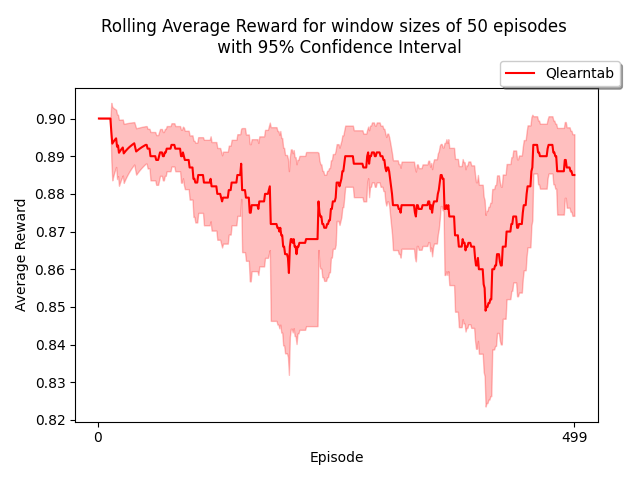 Rolling Average Reward for window sizes of 50 episodes
with 95% Confidence Interval
Qlearntab
0.90
0.89
0.88
0.87
0.86
0.85
0.84
0.83
0.82
Average Reward
0
499
Episode